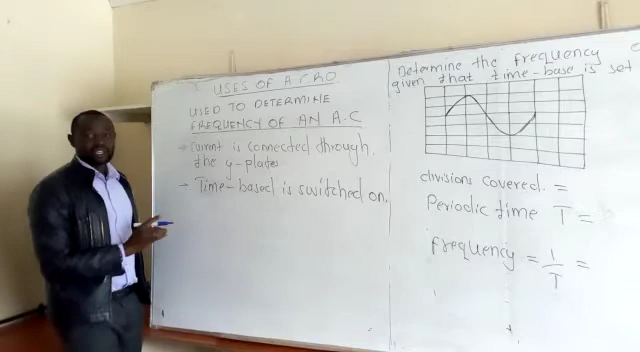 USES OF A CRO
USED TO DETERMINE
FREQUENCY OF AN A.C
→ Current is connected through
the y-plates
→ Time-based is switched on.
Determine the frequency
given that time-base is set
divisions covered. =
Periodic time T =
frequency = 1/T =